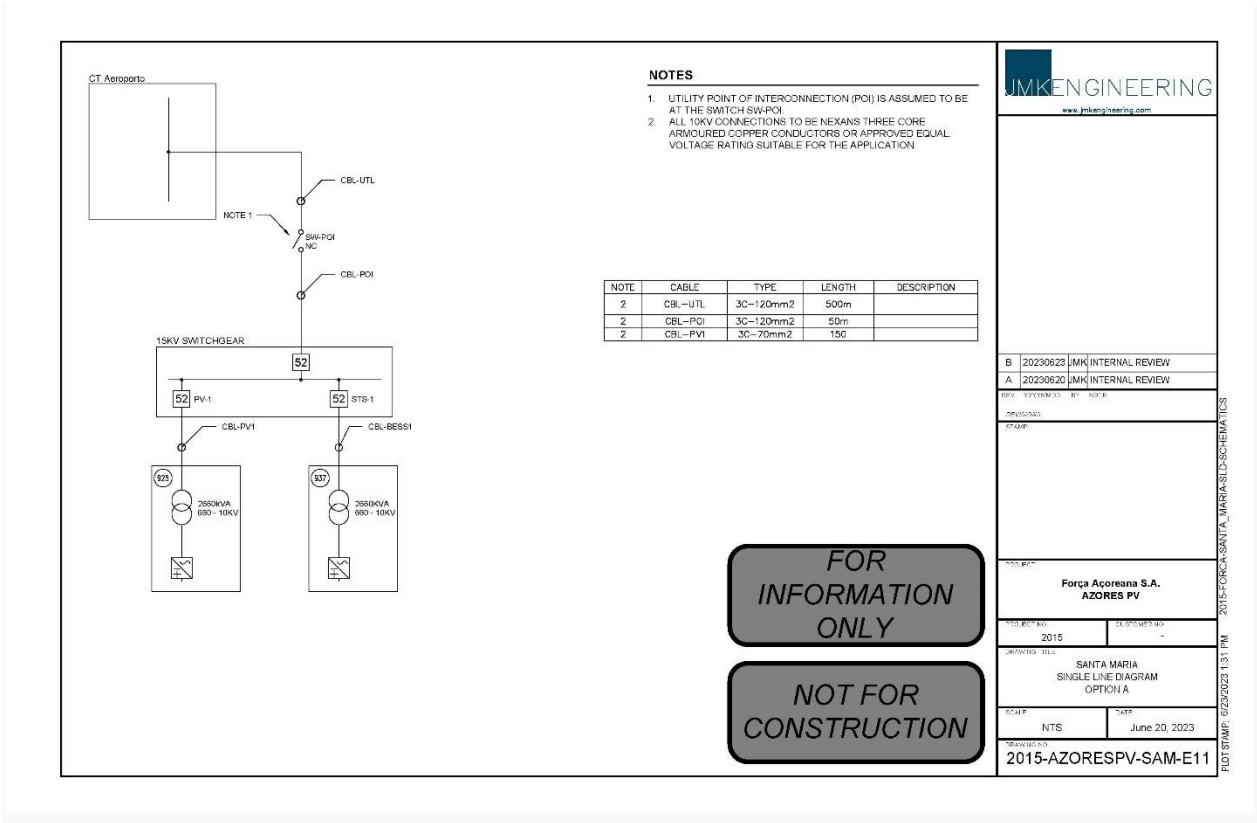 CT Aeroporto
CBL-UTL
NOTE 1
SW-POI
NC
CBL-POI
15KV SWITCHGEAR
52
52 PV-1
52 STS-1
CBL-PV1
CBL-BESS1
925
2660kVA
660 - 10KV
937
2660KVA
660 - 10KV
NOTES
1. UTILITY POINT OF INTERCONNECTION (POI) IS ASSUMED TO BE
AT THE SWITCH SW-POI.
2. ALL 10KV CONNECTIONS TO BE NEXANS THREE CORE
ARMOURED COPPER CONDUCTORS OR APPROVED EQUAL.
VOLTAGE RATING SUITABLE FOR THE APPLICATION.
NOTE CABLE TYPE LENGTH DESCRIPTION
2 CBL-UTL 3C-120mm2 500m
2 CBL-POI 3C-120mm2 50m
2 CBL-PV1 3C-70mm2 150
FOR
INFORMATION
ONLY
NOT FOR
CONSTRUCTION
JMKENGINEERING
www.jmkengineering.com
B 20230623 JMK INTERNAL REVIEW
A 20230620 JMK INTERNAL REVIEW
REV YYYYMMDD BY NOTE
REVISIONS
STAMP
PROJECT
Força Açoreana S.A.
AZORES PV
PROJECT NO CUSTOMER NO
2015 -
DRAWING TITLE
SANTA MARIA
SINGLE LINE DIAGRAM
OPTION A
SCALE DATE
NTS June 20, 2023
DRAWING NO
2015-AZORESPV-SAM-E11
PLOT STAMP: 6/23/2023 1:31 PM 2015-FORCA-SANTA_MARIA-SLD-SCHEMATICS